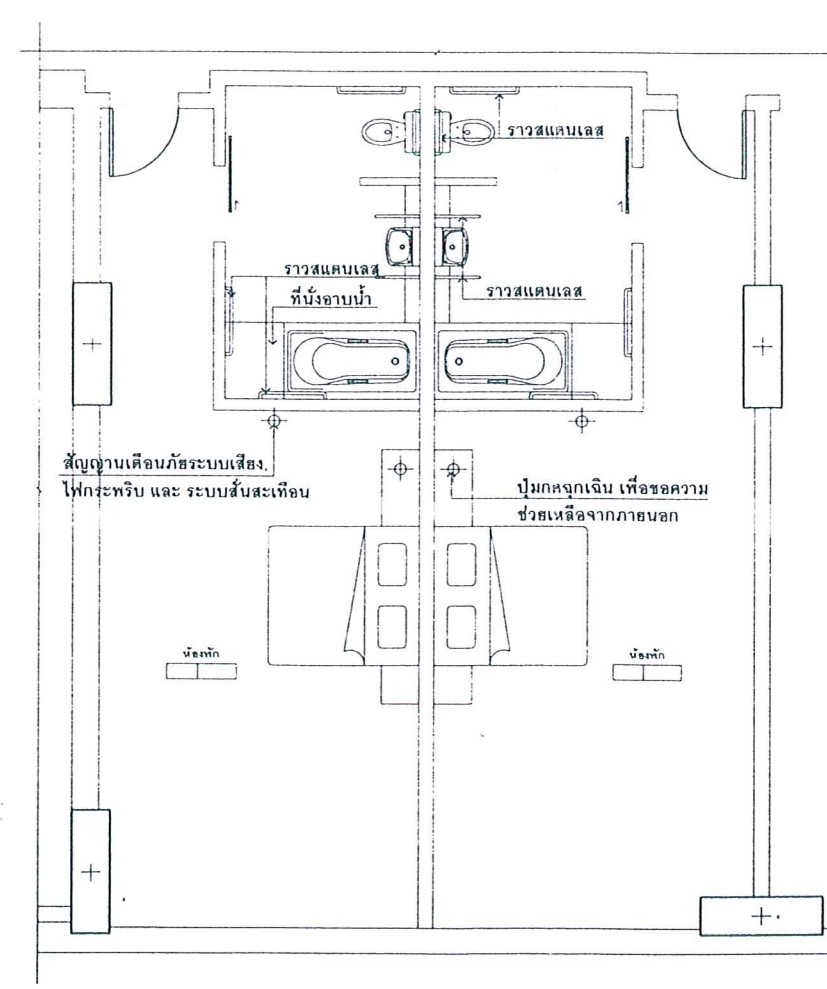 ราวสแตนเลส
ราวสแตนเลส
ที่นั่งอาบน้ำ
ราวสแตนเลส
สัญญานเตือนภัยระบบเสียง,
ไฟกระพริบ และ ระบบสั่นสะเทือน
ปุ่มกดฉุกเฉิน เพื่อขอความ
ช่วยเหลือจากภายนอก
ห้องพัก
ห้องพัก